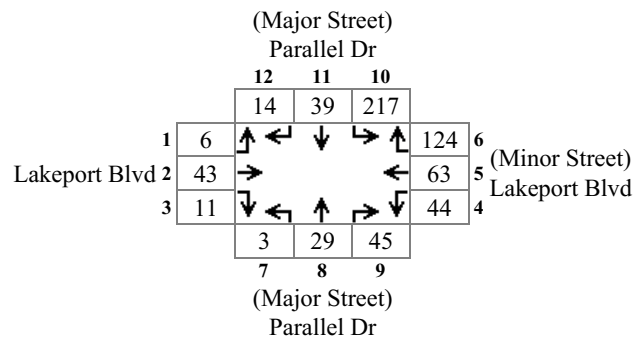 (Major Street)
Parallel Dr
12 11 10
14 39 217
1 6 124 6
Lakeport Blvd 2 43 63 5
3 11 44 4
(Minor Street)
Lakeport Blvd
3 29 45
7 8 9
(Major Street)
Parallel Dr